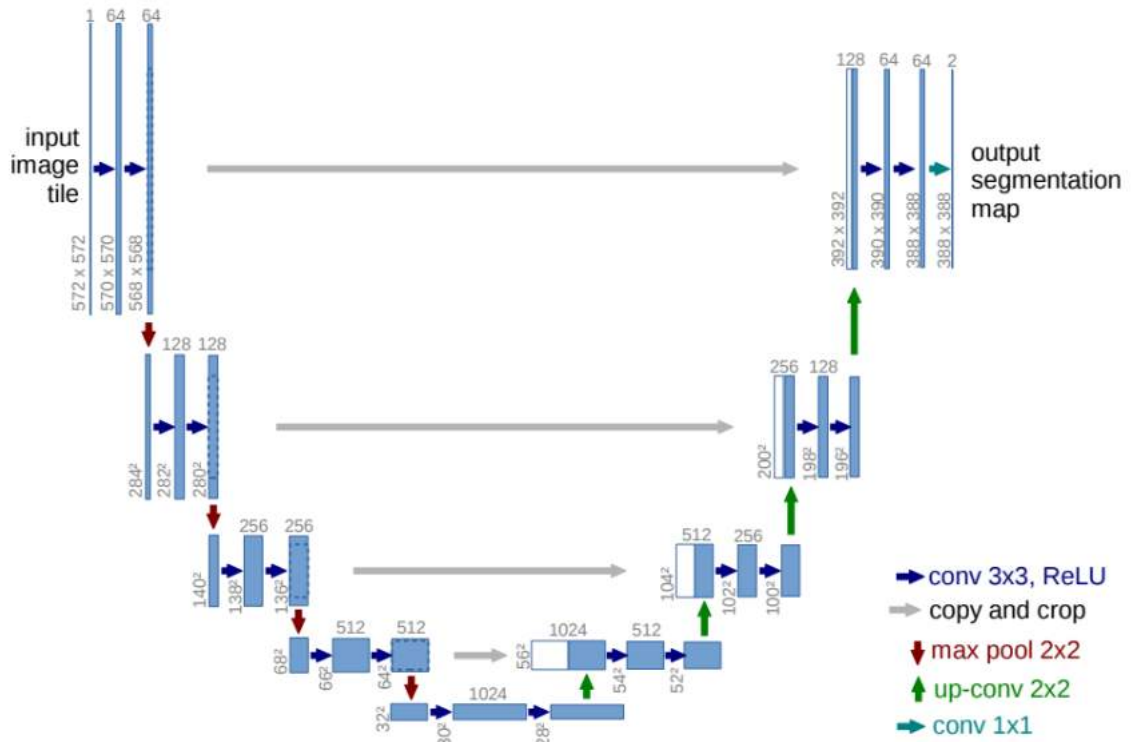 1 64 64
input
image
tile
572 x 572
570 x 570
568 x 568
128 64 64 2
output
segmentation
map
392 x 392
390 x 390
388 x 388
388 x 388
128 128
284²
282²
280²
256 128
200²
198²
196²
256 256
140²
138²
136²
512 256
104²
102²
100²
512 512
68²
66²
64²
1024 512
56²
54²
52²
1024
32²
conv 3x3, ReLU
copy and crop
max pool 2x2
up-conv 2x2
conv 1x1